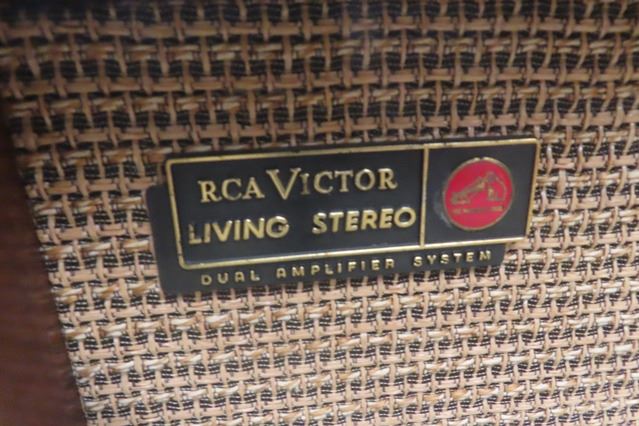 RCA VICTOR
LIVING STEREO
DUAL AMPLIFIER SYSTEM